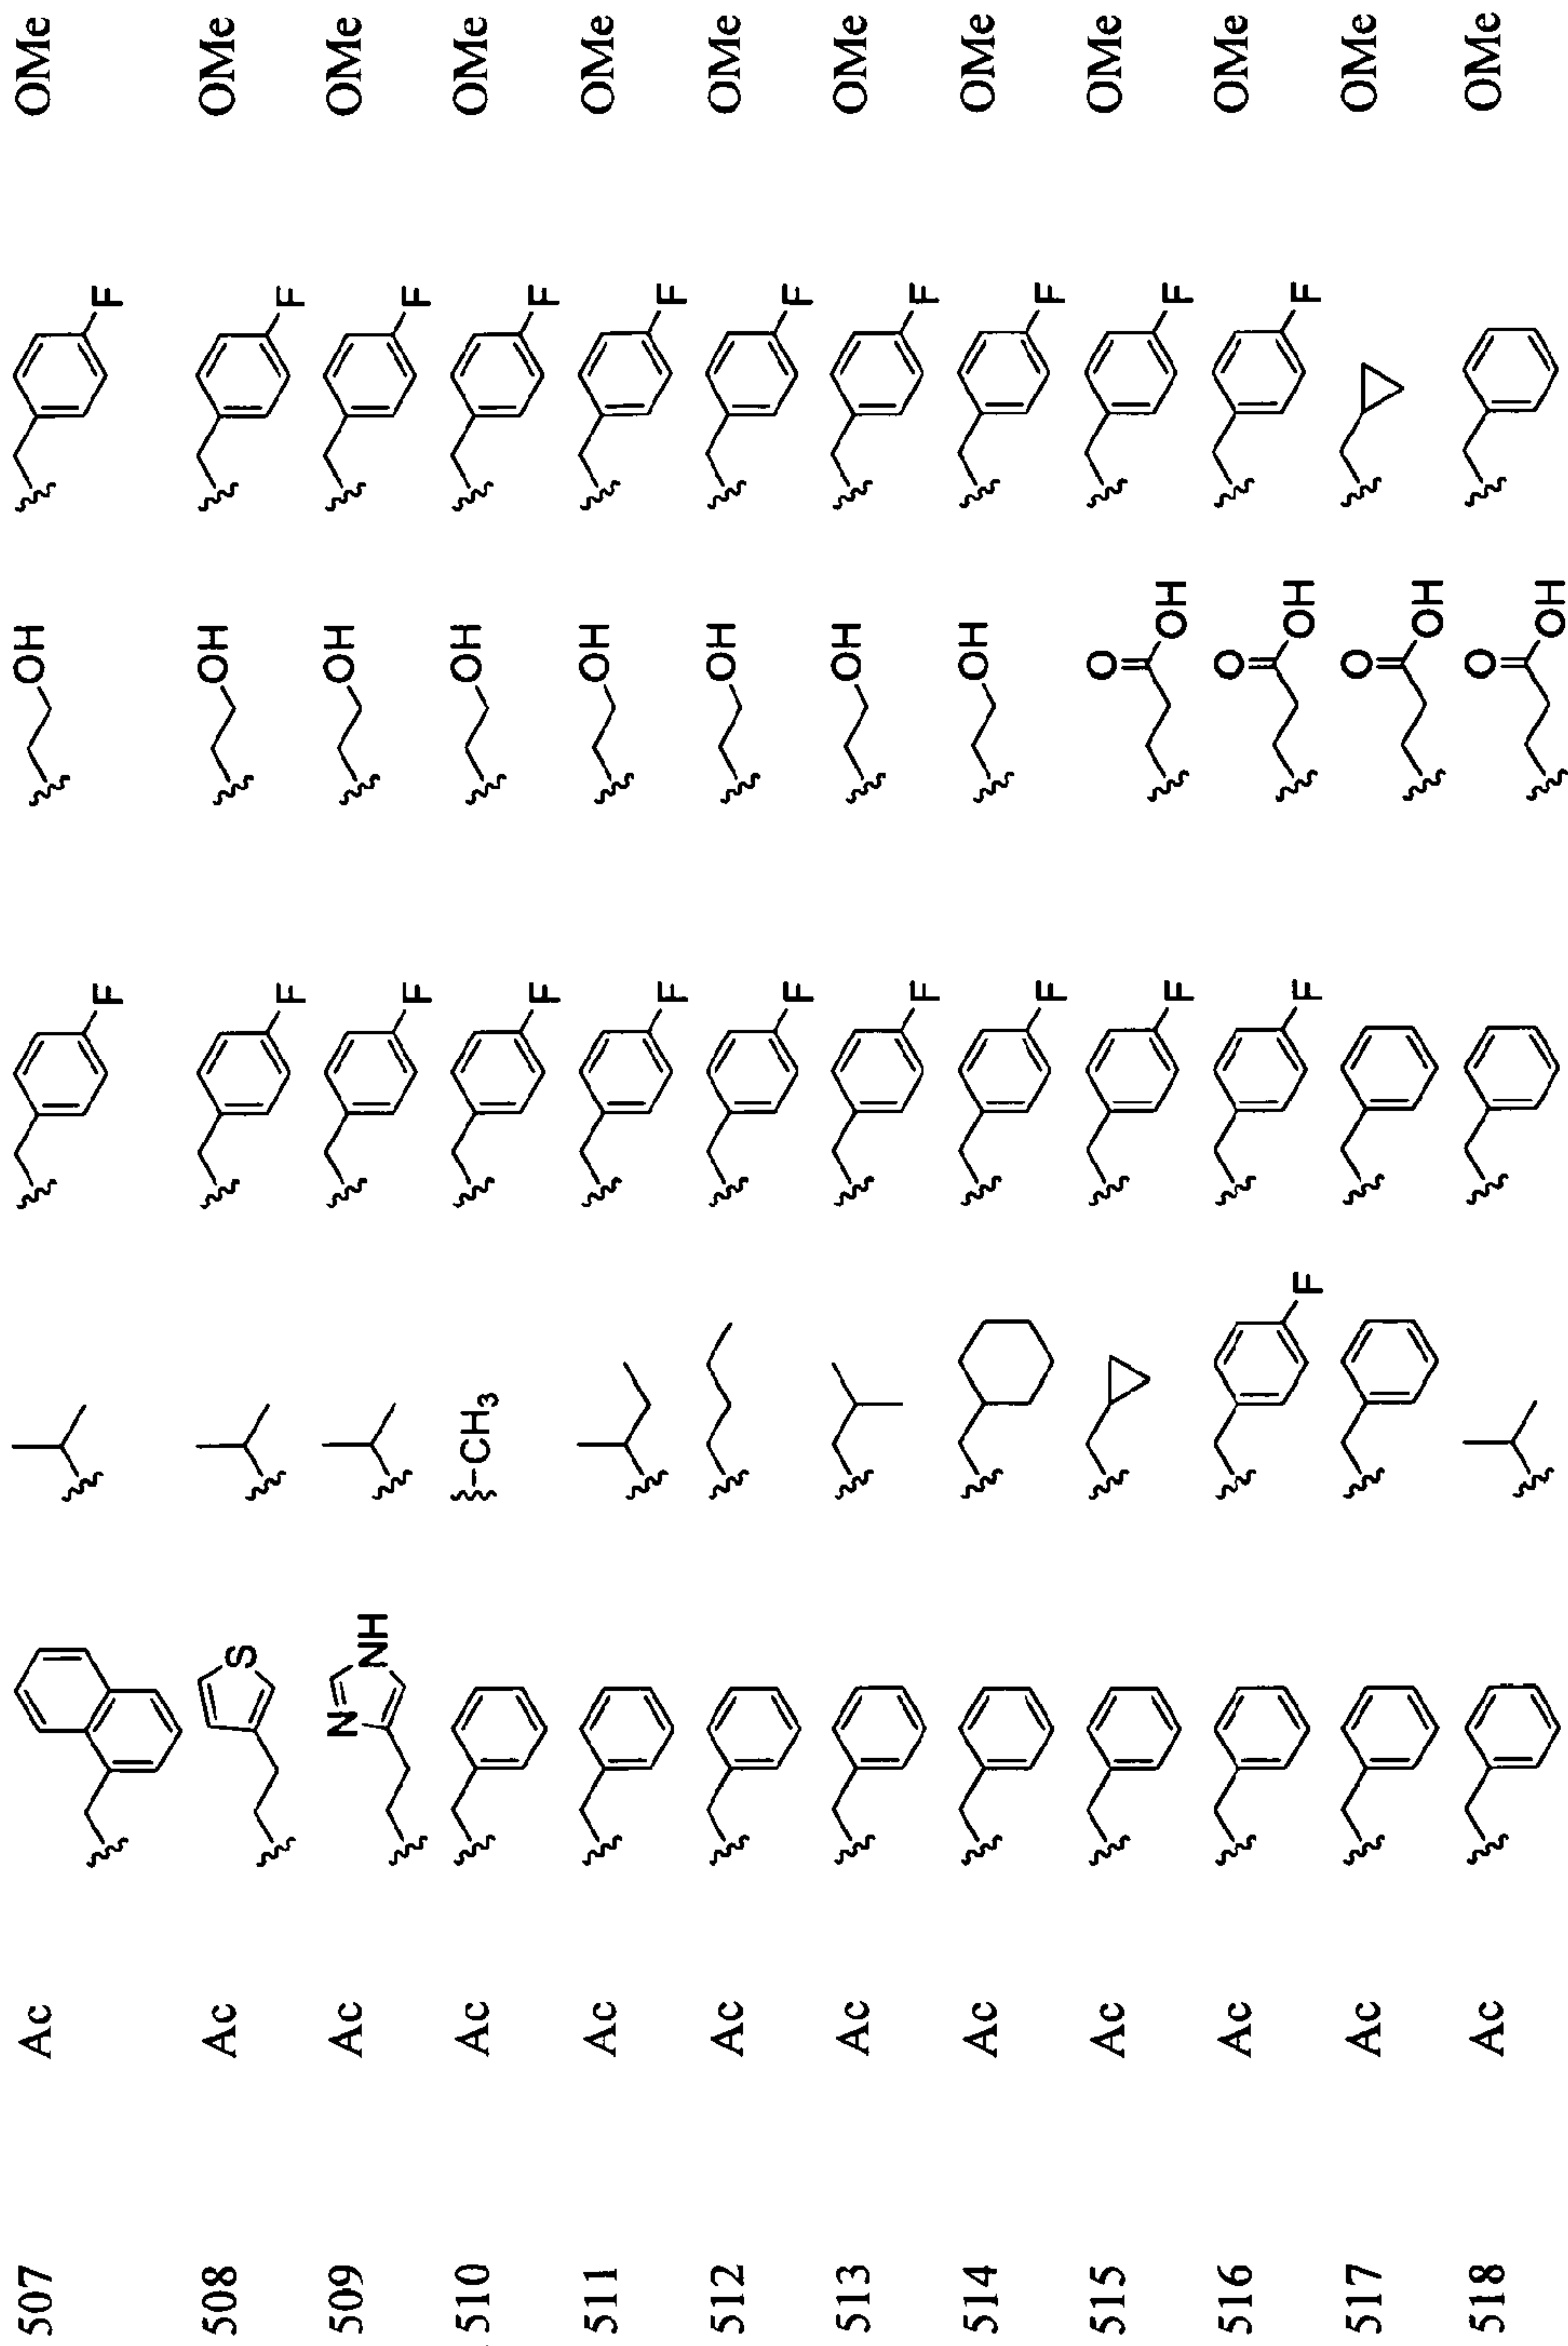 507 Ac F OH F OMe
508 Ac S F OH F OMe
509 Ac N NH F OH F OMe
510 Ac -CH₃ F OH F OMe
511 Ac F OH F OMe
512 Ac F OH F OMe
513 Ac F OH F OMe
514 Ac F OH F OMe
515 Ac F O OH F OMe
516 Ac F F O OH F OMe
517 Ac O OH OMe
518 Ac O OH OMe